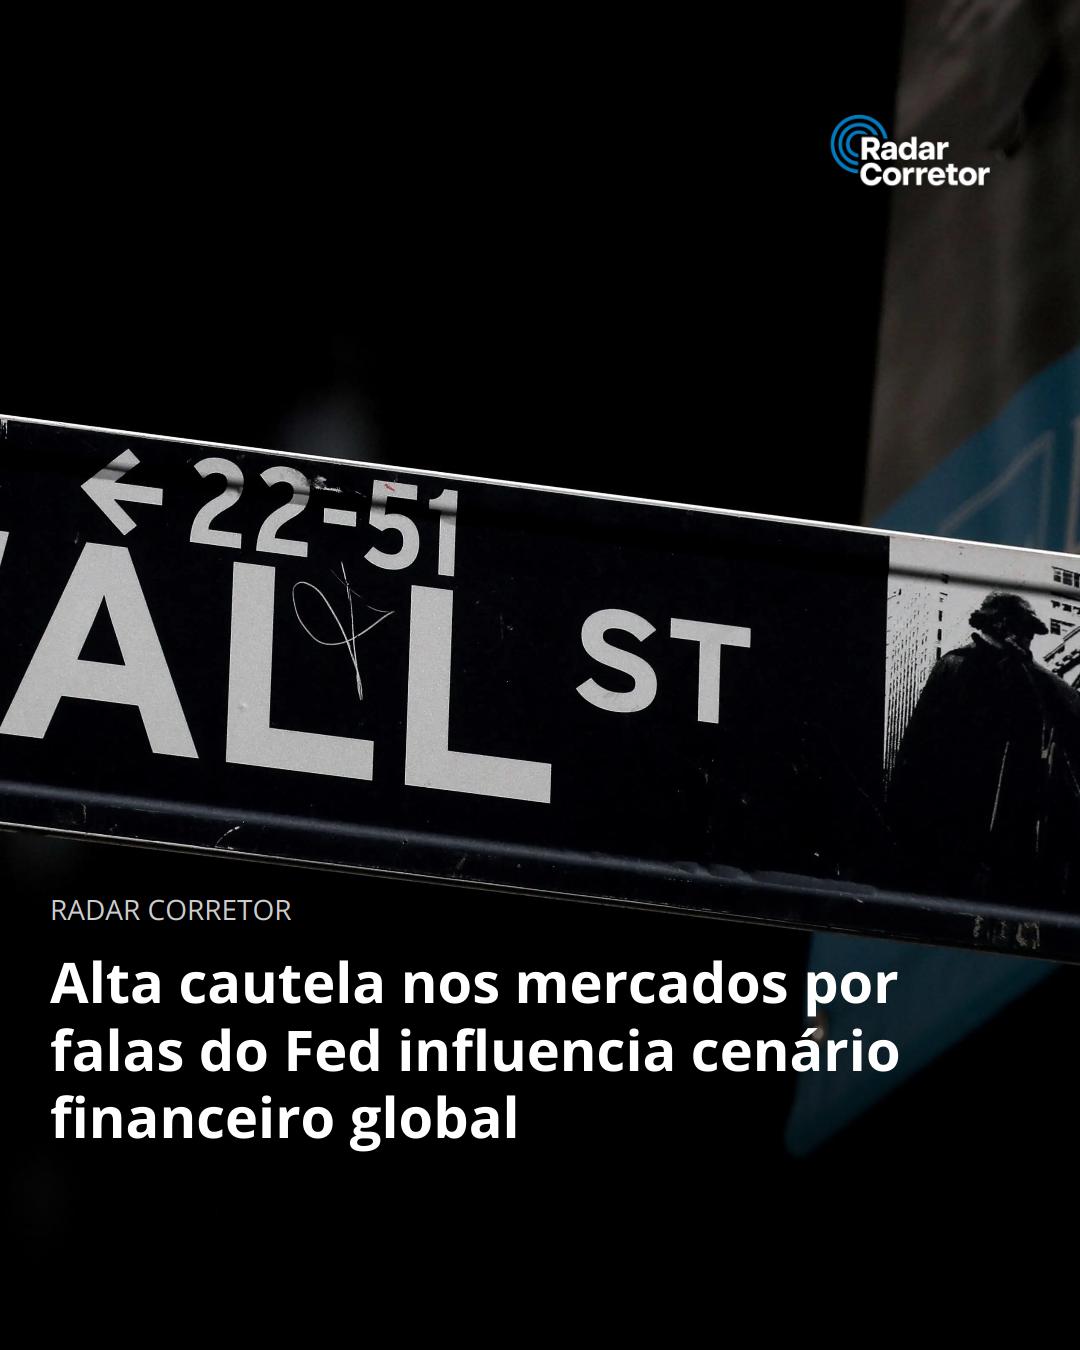 Radar
Corretor
← 22-51
ALL ST
RADAR CORRETOR
Alta cautela nos mercados por
falas do Fed influencia cenário
financeiro global